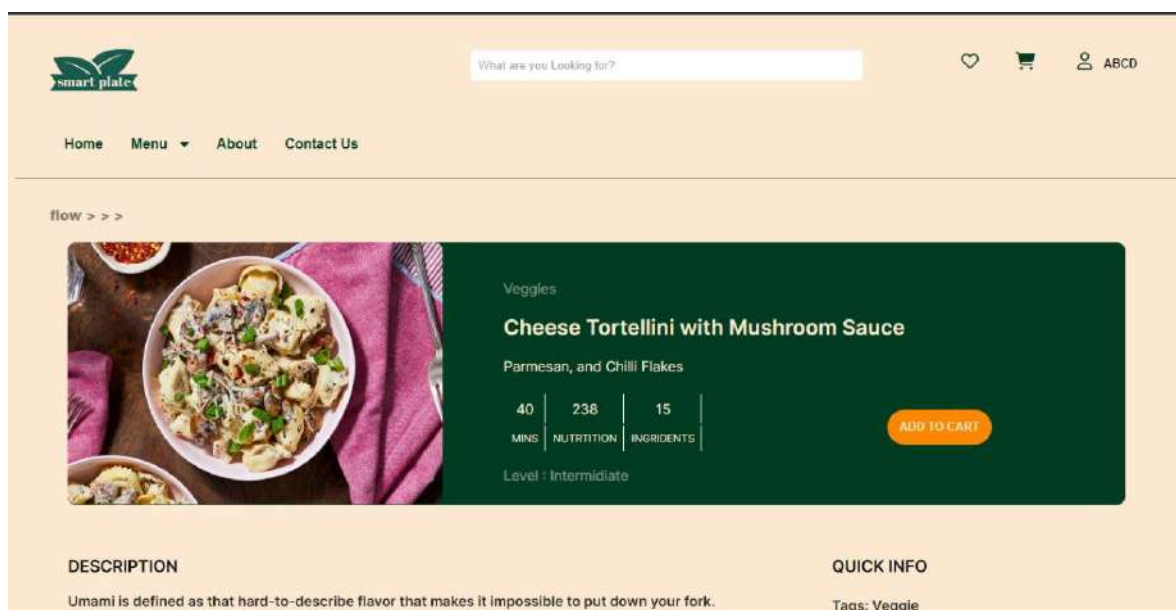 smart plate
What are you Looking for?
ABCD
Home Menu About Contact Us
flow > > >
Veggies
Cheese Tortellini with Mushroom Sauce
Parmesan, and Chilli Flakes
40 238 15
MINS NUTRTITION INGRIDENTS
ADD TO CART
Level : Intermidiate
DESCRIPTION
QUICK INFO
Umami is defined as that hard-to-describe flavor that makes it impossible to put down your fork.
Tags: Veggie